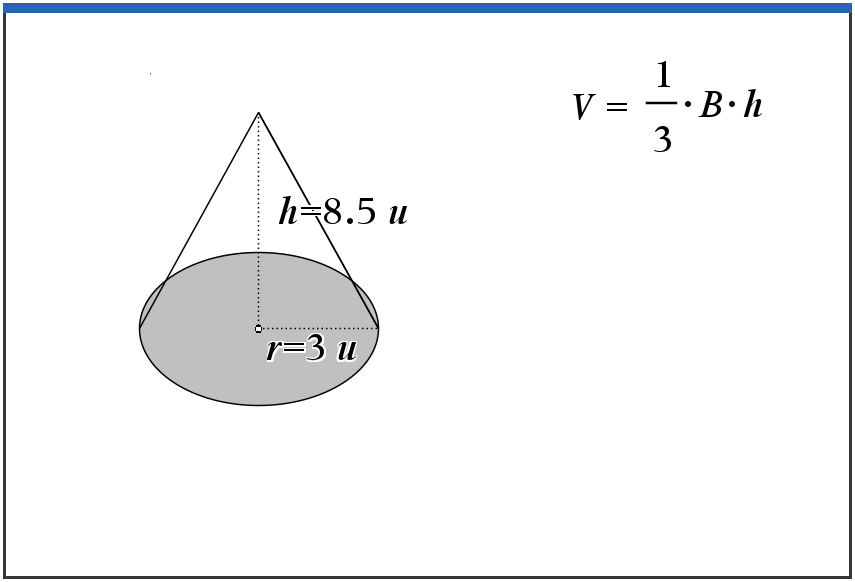 V = 1/3 · B · h
h=8.5 u
r=3 u